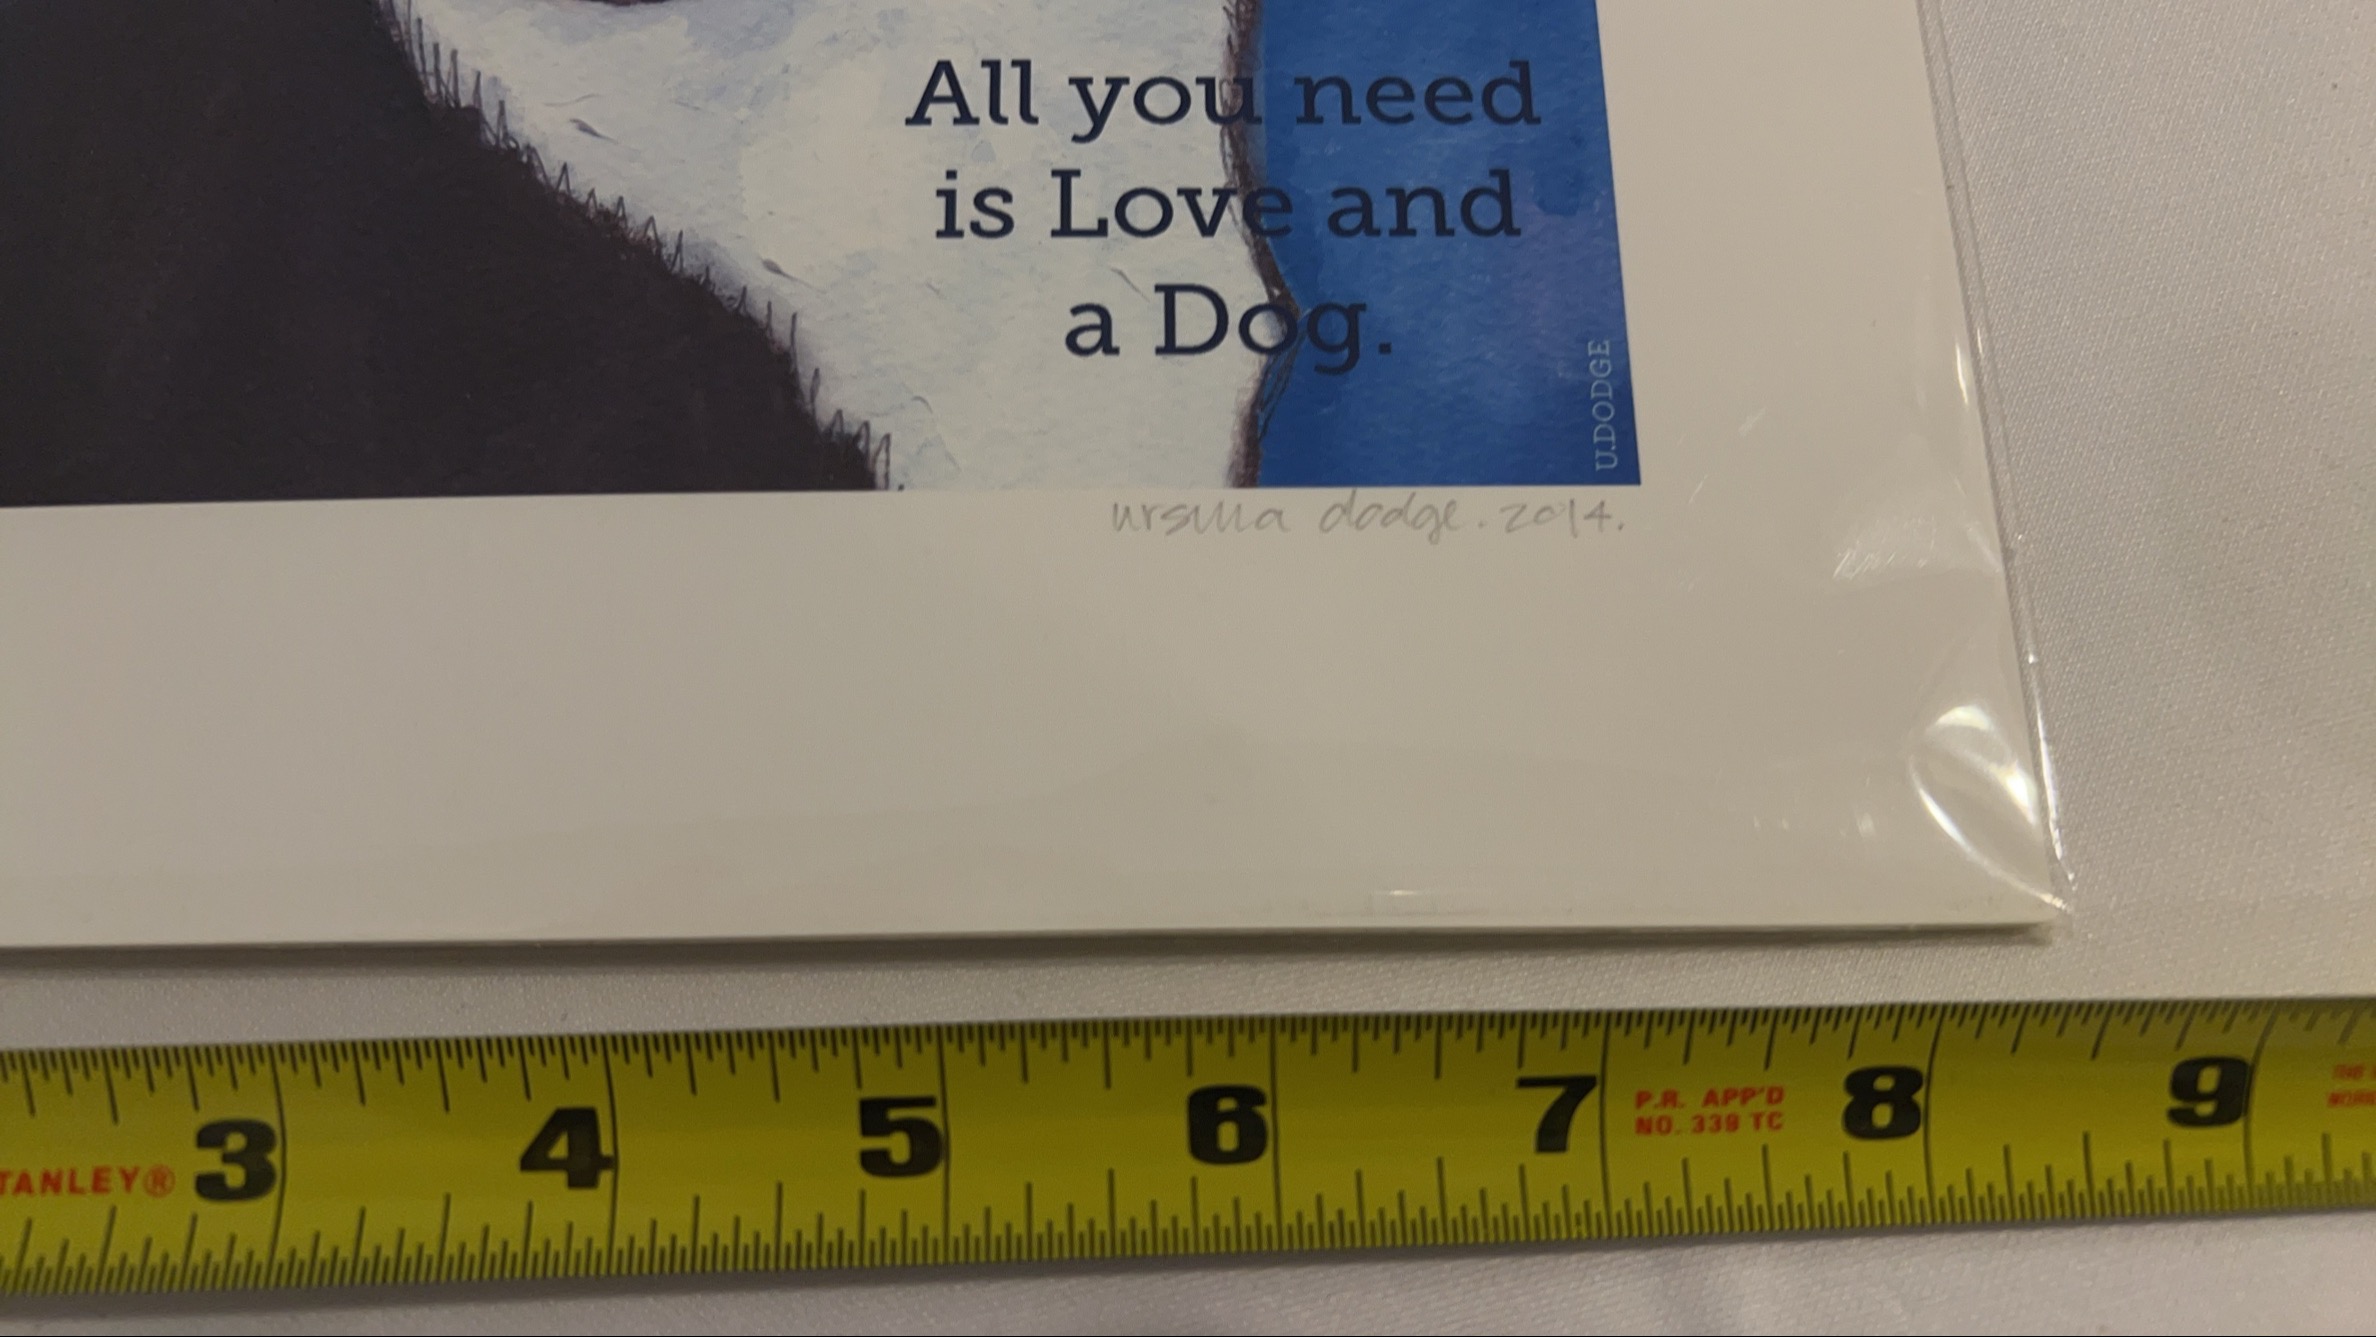 All you need
is Love and
a Dog.
U.DODGE
ursula dodge. 2014.
3 4 5 6 7 8 9
TANLEY®
P.R. APP'D
NO. 339 TC